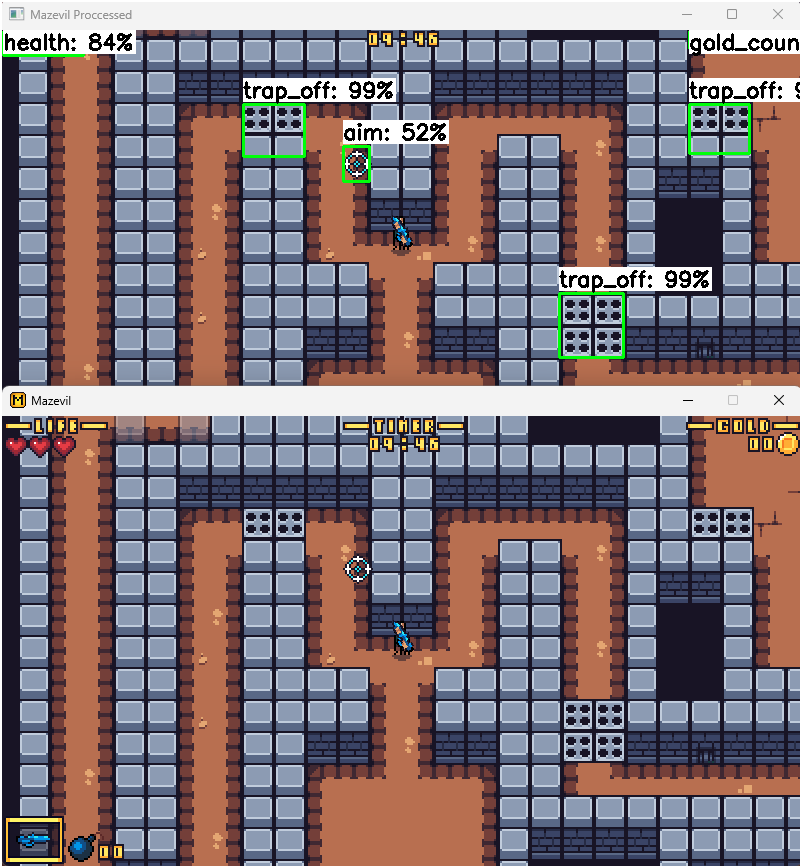 Mazevil Proccessed
health: 84%
09:46
gold_coun
trap_off: 99%
trap_off: 9
aim: 52%
trap_off: 99%
M Mazevil
LIFE
TIMER
GOLD
09:46
00
00